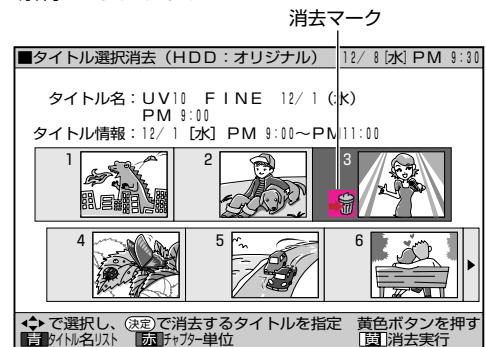 消去マーク
■タイトル選択消去（HDD：オリジナル） 12/ 8[水]PM 9:30
タイトル名：UV10 FINE 12/ 1(水)
PM 9:00
タイトル情報：12/ 1 [水] PM 9:00～PM11:00
1 2 3
4 5 6
で選択し、決定で消去するタイトルを指定 黄色ボタンを押す
青 タイトル名リスト 赤 チャプター単位 黄 消去実行